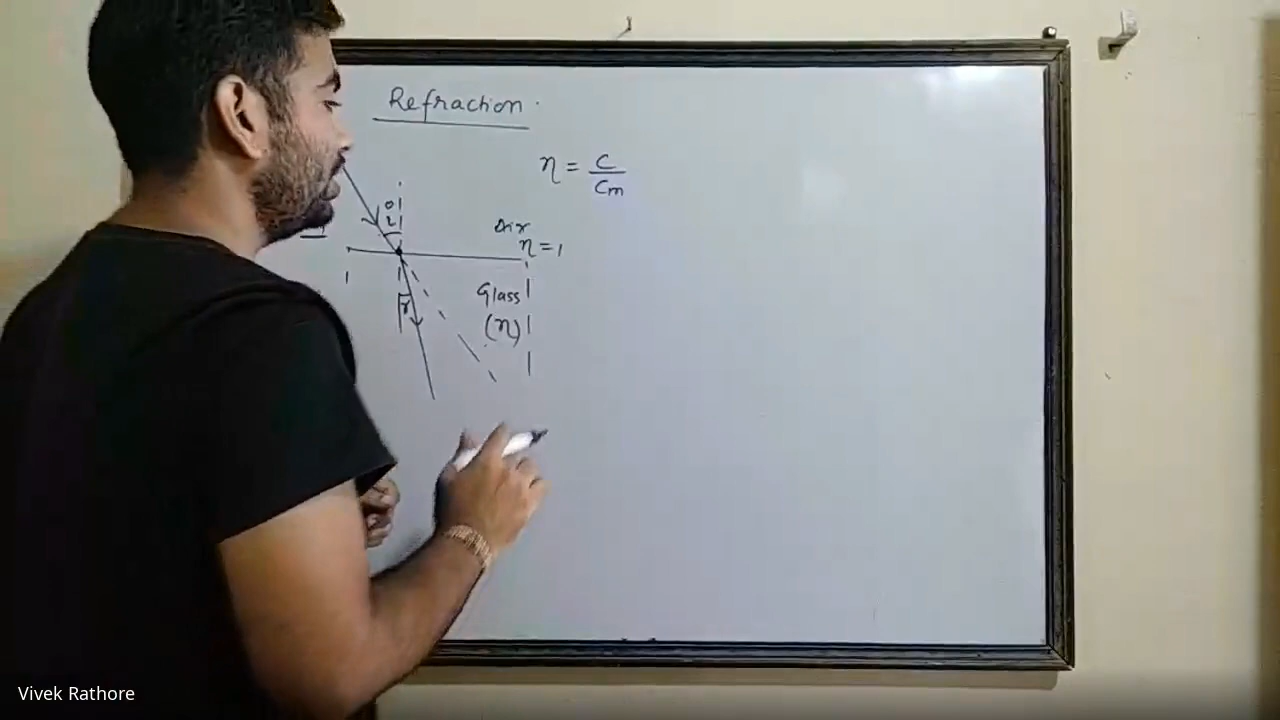 Refraction.
η = c / cm
i
Air
η = 1
Glass
(η)
r
Vivek Rathore